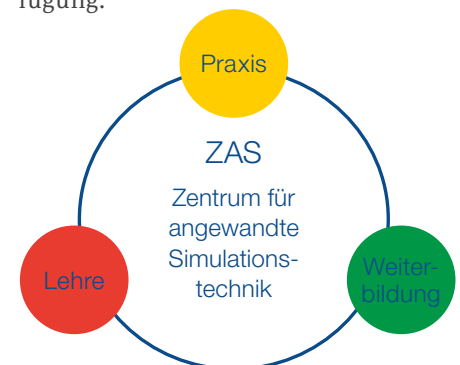 fügung.
Praxis
ZAS
Zentrum für
angewandte
Simulations-
technik
Lehre
Weiter-
bildung